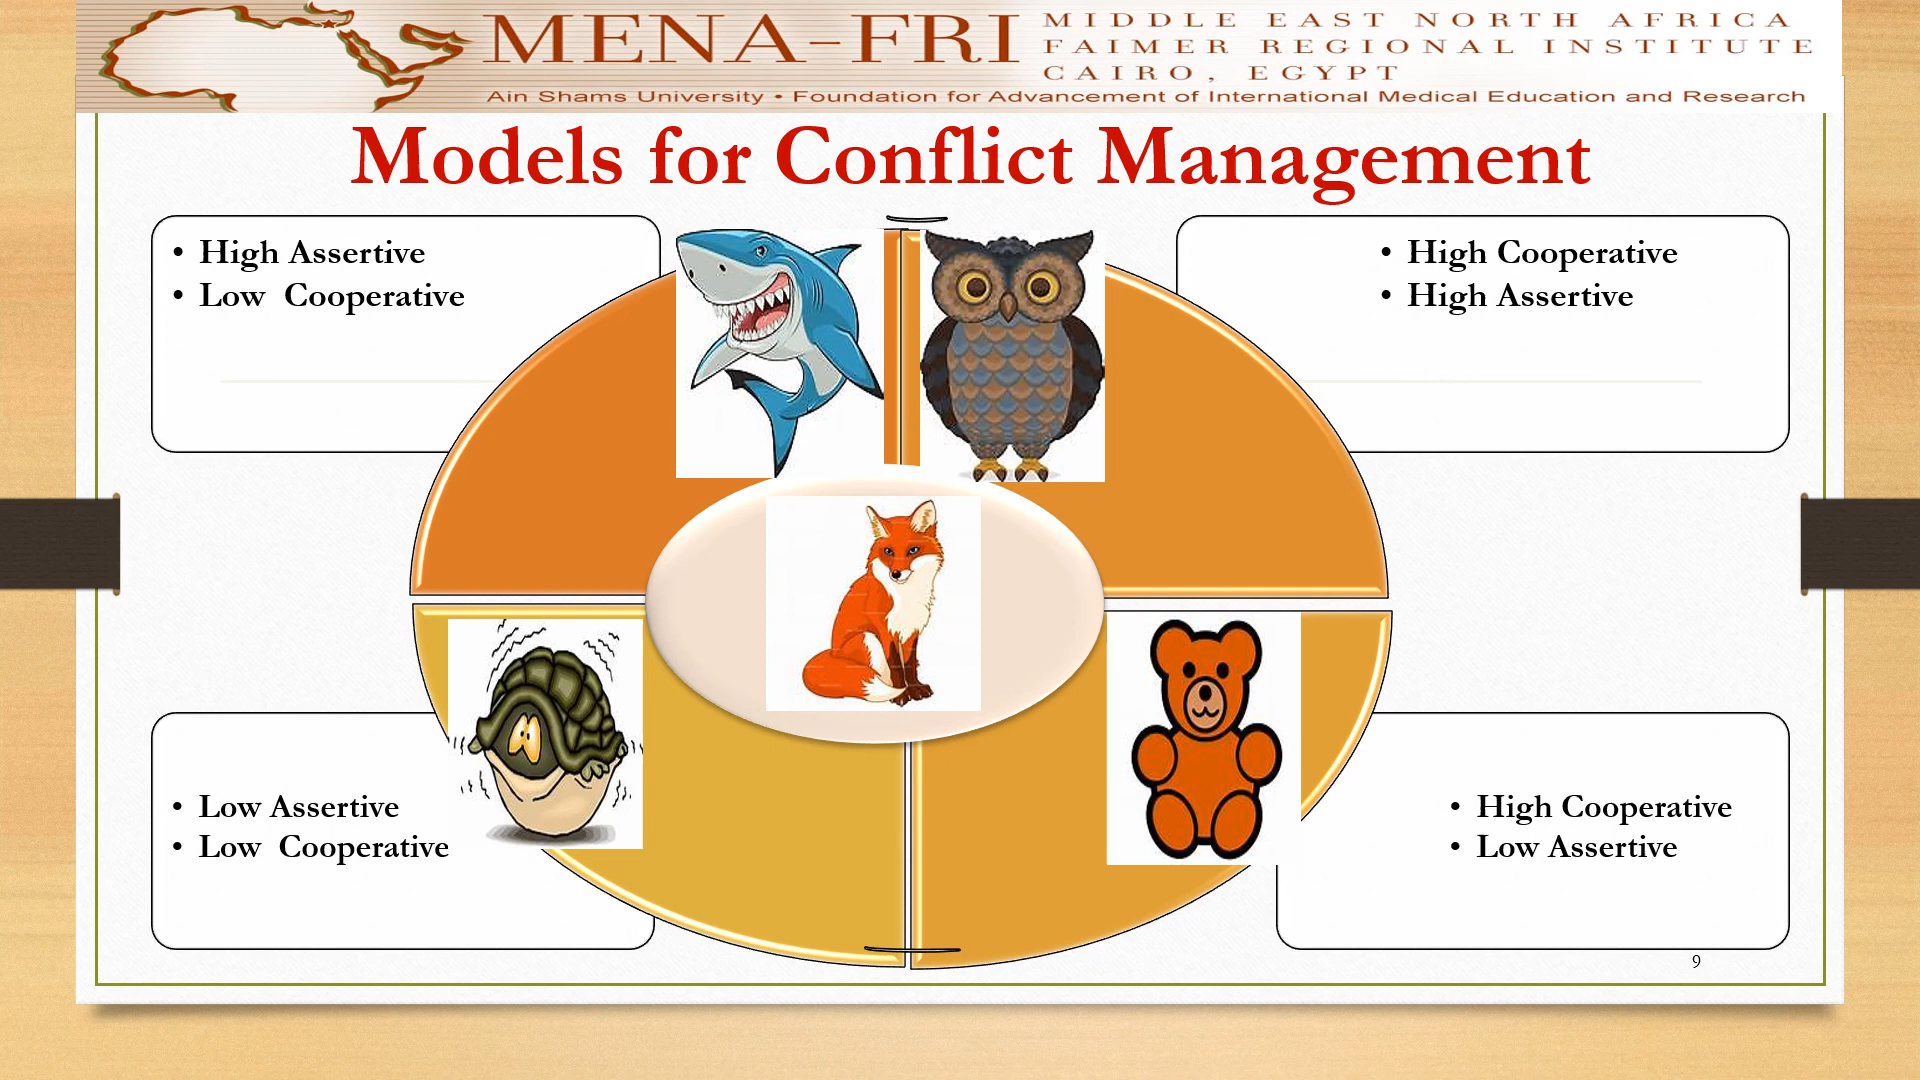 MENA-FRI
MIDDLE EAST NORTH AFRICA
FAIMER REGIONAL INSTITUTE
CAIRO, EGYPT
Ain Shams University • Foundation for Advancement of International Medical Education and Research
Models for Conflict Management
• High Assertive
• Low Cooperative
• High Cooperative
• High Assertive
• Low Assertive
• Low Cooperative
• High Cooperative
• Low Assertive
9